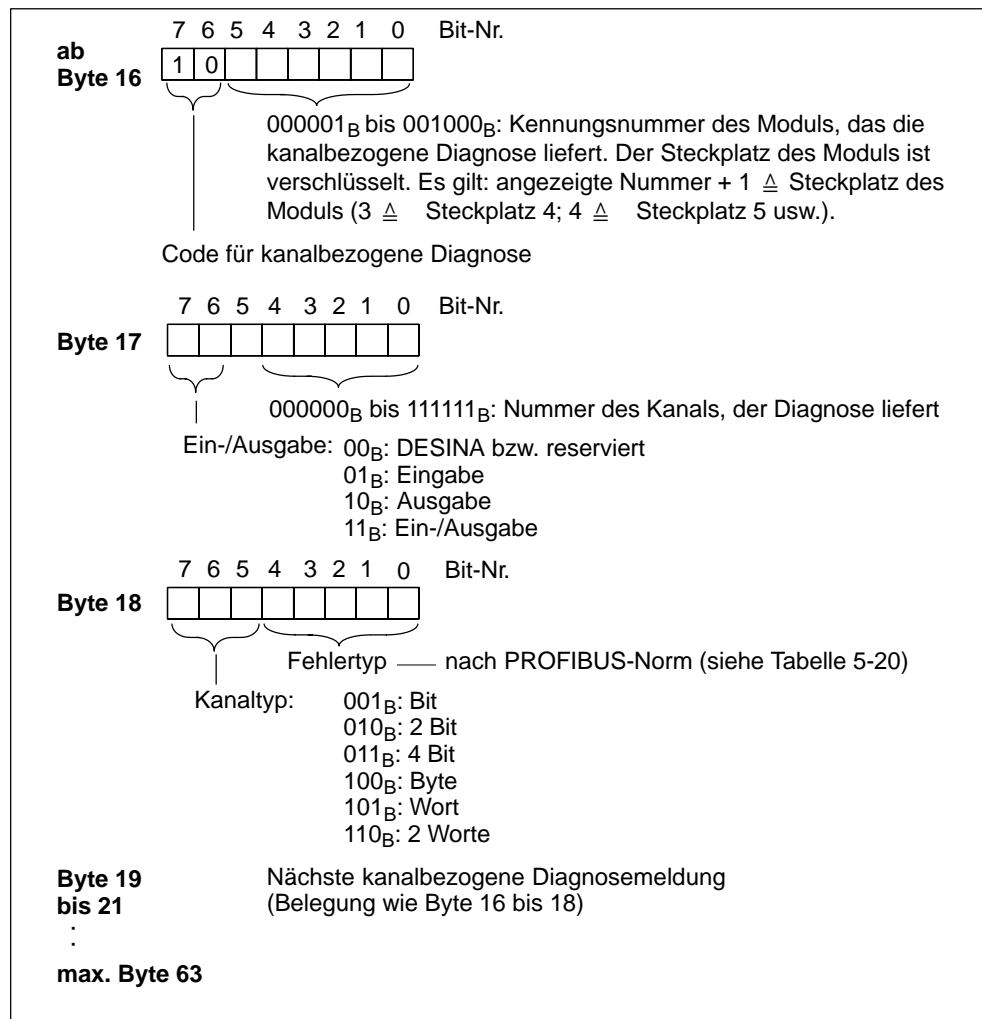 7 6 5 4 3 2 1 0 Bit-Nr.
ab
Byte 16
1 0
000001B bis 001000B: Kennungsnummer des Moduls, das die
kanalbezogene Diagnose liefert. Der Steckplatz des Moduls ist
verschlüsselt. Es gilt: angezeigte Nummer + 1 ≙ Steckplatz des
Moduls (3 ≙ Steckplatz 4; 4 ≙ Steckplatz 5 usw.).
Code für kanalbezogene Diagnose
7 6 5 4 3 2 1 0 Bit-Nr.
Byte 17
000000B bis 111111B: Nummer des Kanals, der Diagnose liefert
Ein-/Ausgabe: 00B: DESINA bzw. reserviert
01B: Eingabe
10B: Ausgabe
11B: Ein-/Ausgabe
7 6 5 4 3 2 1 0 Bit-Nr.
Byte 18
Fehlertyp —— nach PROFIBUS-Norm (siehe Tabelle 5-20)
Kanaltyp: 001B: Bit
010B: 2 Bit
011B: 4 Bit
100B: Byte
101B: Wort
110B: 2 Worte
Byte 19 Nächste kanalbezogene Diagnosemeldung
bis 21 (Belegung wie Byte 16 bis 18)
:
max. Byte 63